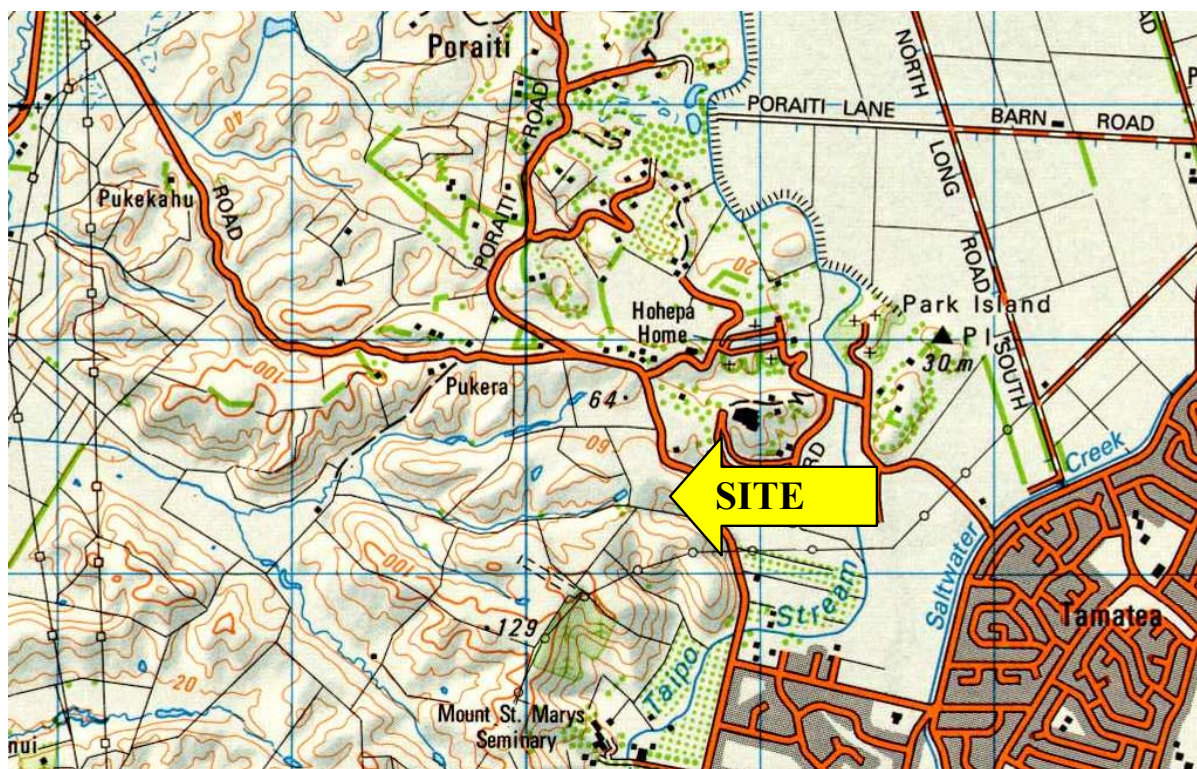 Poraiti
NORTH
PORAITI LANE
BARN ROAD
ROAD
40
LONG
Pukekahu
ROAD
PORAITI
ROAD
20
Park Island
Hohepa
Home
P I.
30 m
SOUTH
100
Pukera
64
60
RD
Creek
SITE
100
Saltwater
Stream
129
Tamatea
20
Taipo
Mount St. Marys
Seminary
nui